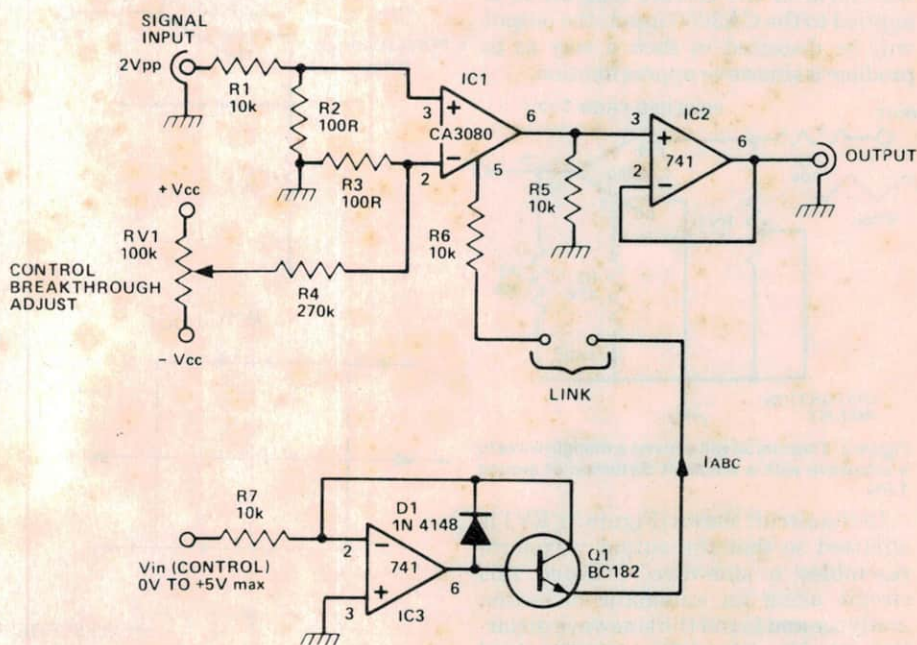 SIGNAL
INPUT
2Vpp
R1
10k
R2
100R
R3
100R
IC1
3
+
CA3080
−
2
6
5
R5
10k
R6
10k
3
+
IC2
741
2
−
6
OUTPUT
+ Vcc
RV1
100k
CONTROL
BREAKTHROUGH
ADJUST
− Vcc
R4
270k
LINK
IABC
R7
10k
Vin (CONTROL)
0V TO +5V max
D1
1N 4148
2
−
741
+
3
6
IC3
Q1
BC182